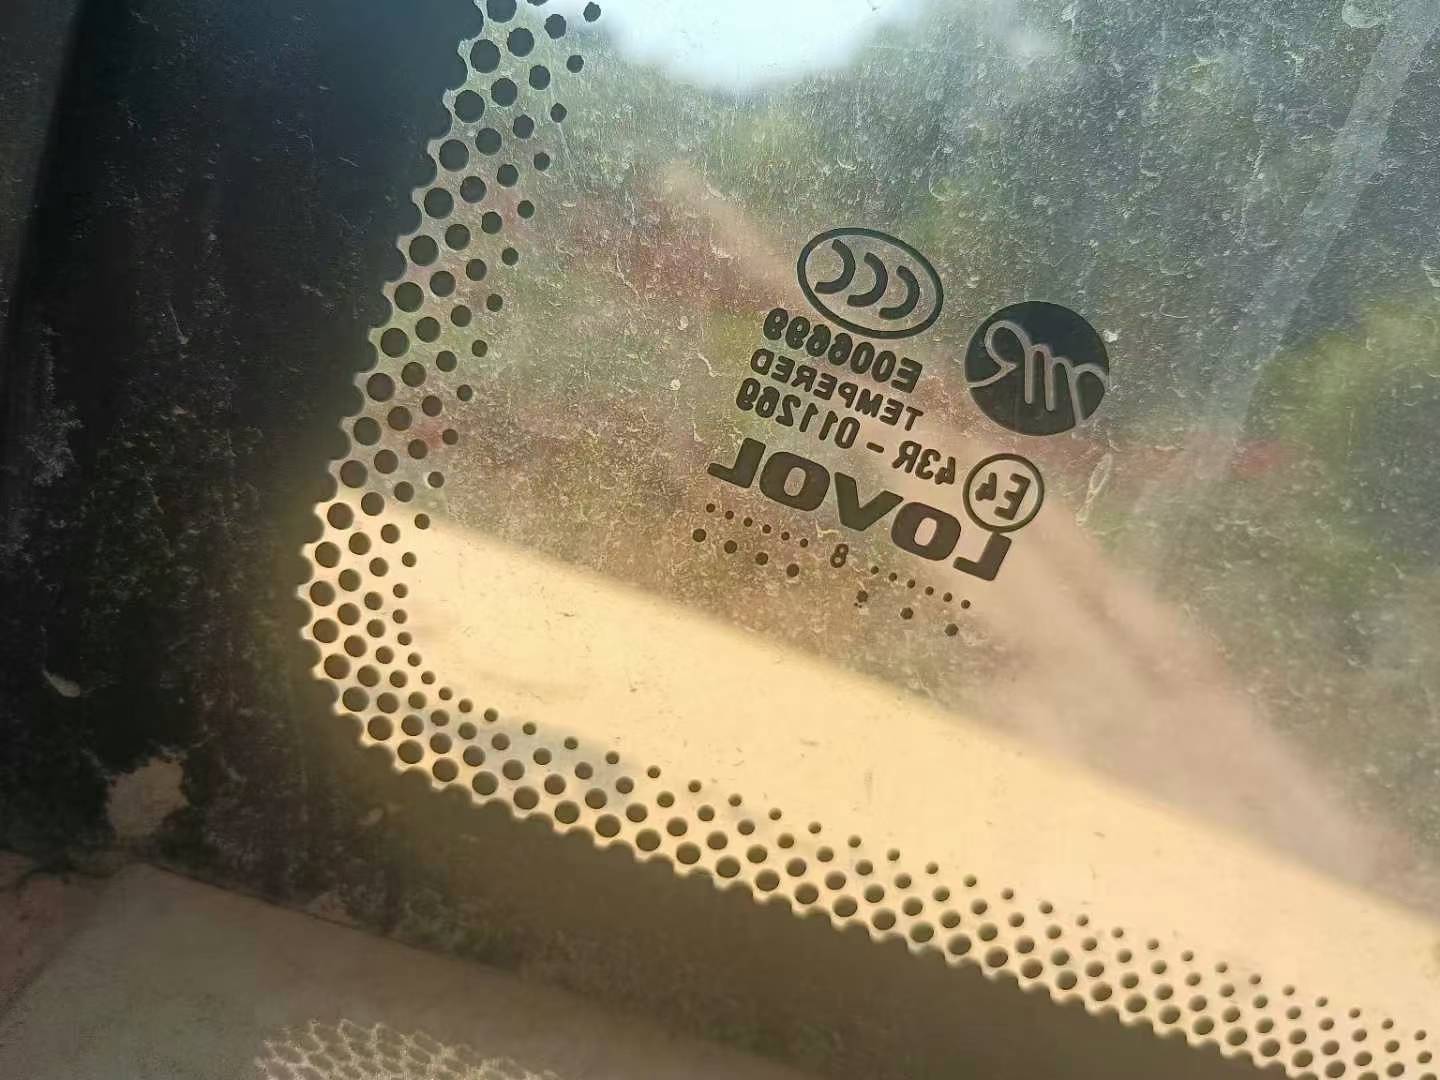 CCC
E006699
TEMPERED
E4 43R - 011269
LOVOL
...... 8 ......